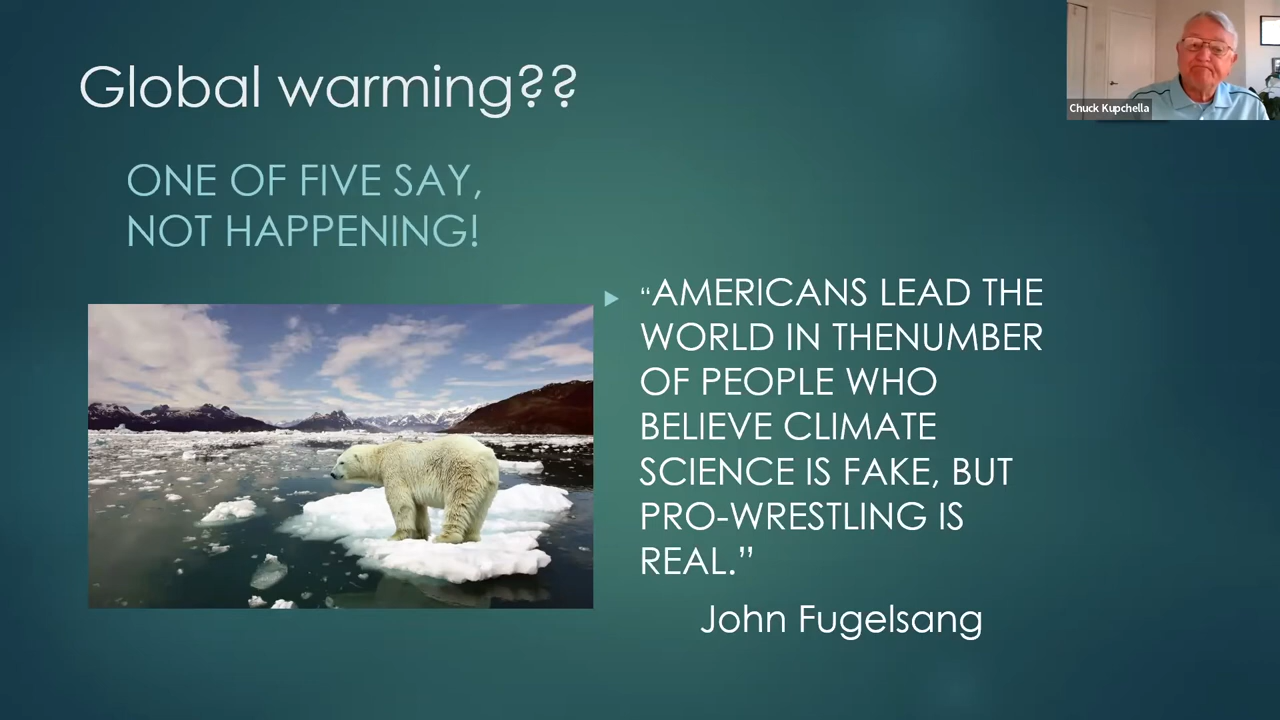 Global warming??
Chuck Kupchella
ONE OF FIVE SAY,
NOT HAPPENING!
“AMERICANS LEAD THE
WORLD IN THENUMBER
OF PEOPLE WHO
BELIEVE CLIMATE
SCIENCE IS FAKE, BUT
PRO-WRESTLING IS
REAL.”
John Fugelsang